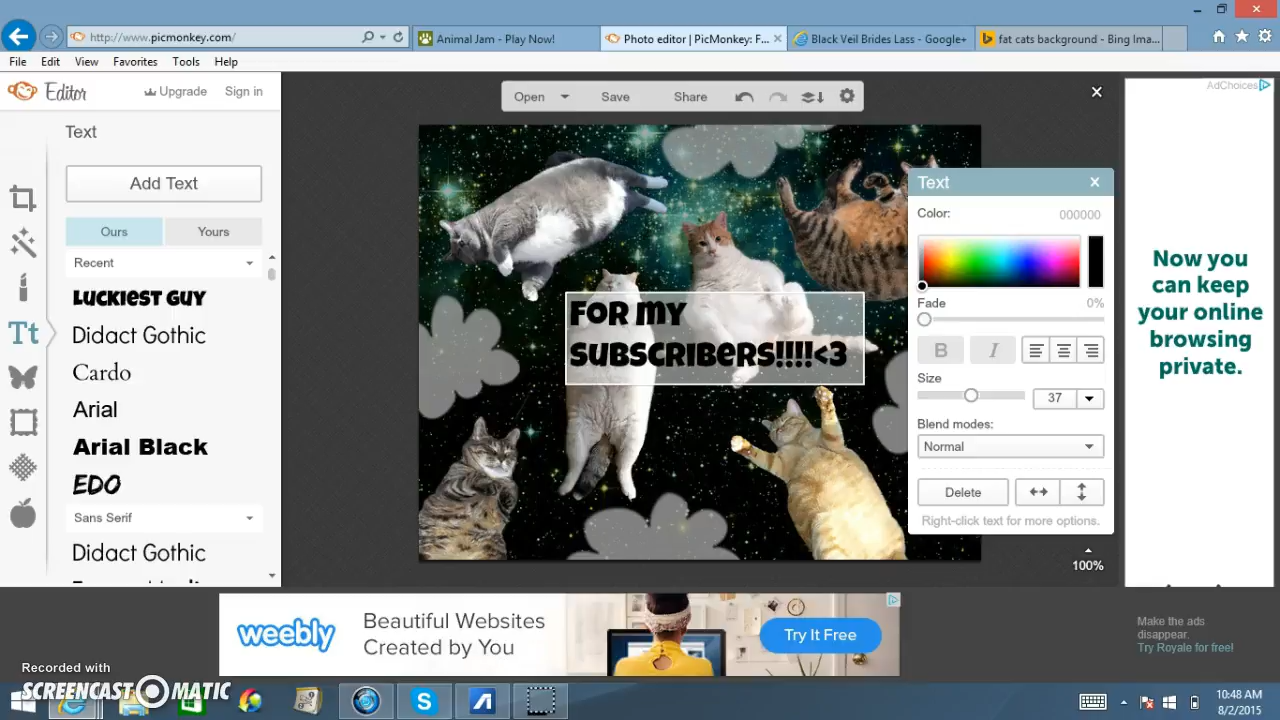 http://www.picmonkey.com/
Animal Jam - Play Now!
Photo editor | PicMonkey: F...
Black Veil Brides Lass - Google+
fat cats background - Bing Ima...
File Edit View Favorites Tools Help
Editor
Upgrade
Sign in
Open
Save
Share
AdChoices
Text
Add Text
Ours
Yours
Recent
Luckiest Guy
Didact Gothic
Cardo
Arial
Arial Black
EDO
Sans Serif
Didact Gothic
For my
subscribers!!!!<3
Text
Color:
000000
Fade
0%
B
I
Size
37
Blend modes:
Normal
Delete
Right-click text for more options.
100%
Tt
Now you
can keep
your online
browsing
private.
weebly
Beautiful Websites
Created by You
Try It Free
Make the ads
disappear.
Try Royale for free!
Recorded with
SCREENCAST-O-MATIC
10:48 AM
8/2/2015